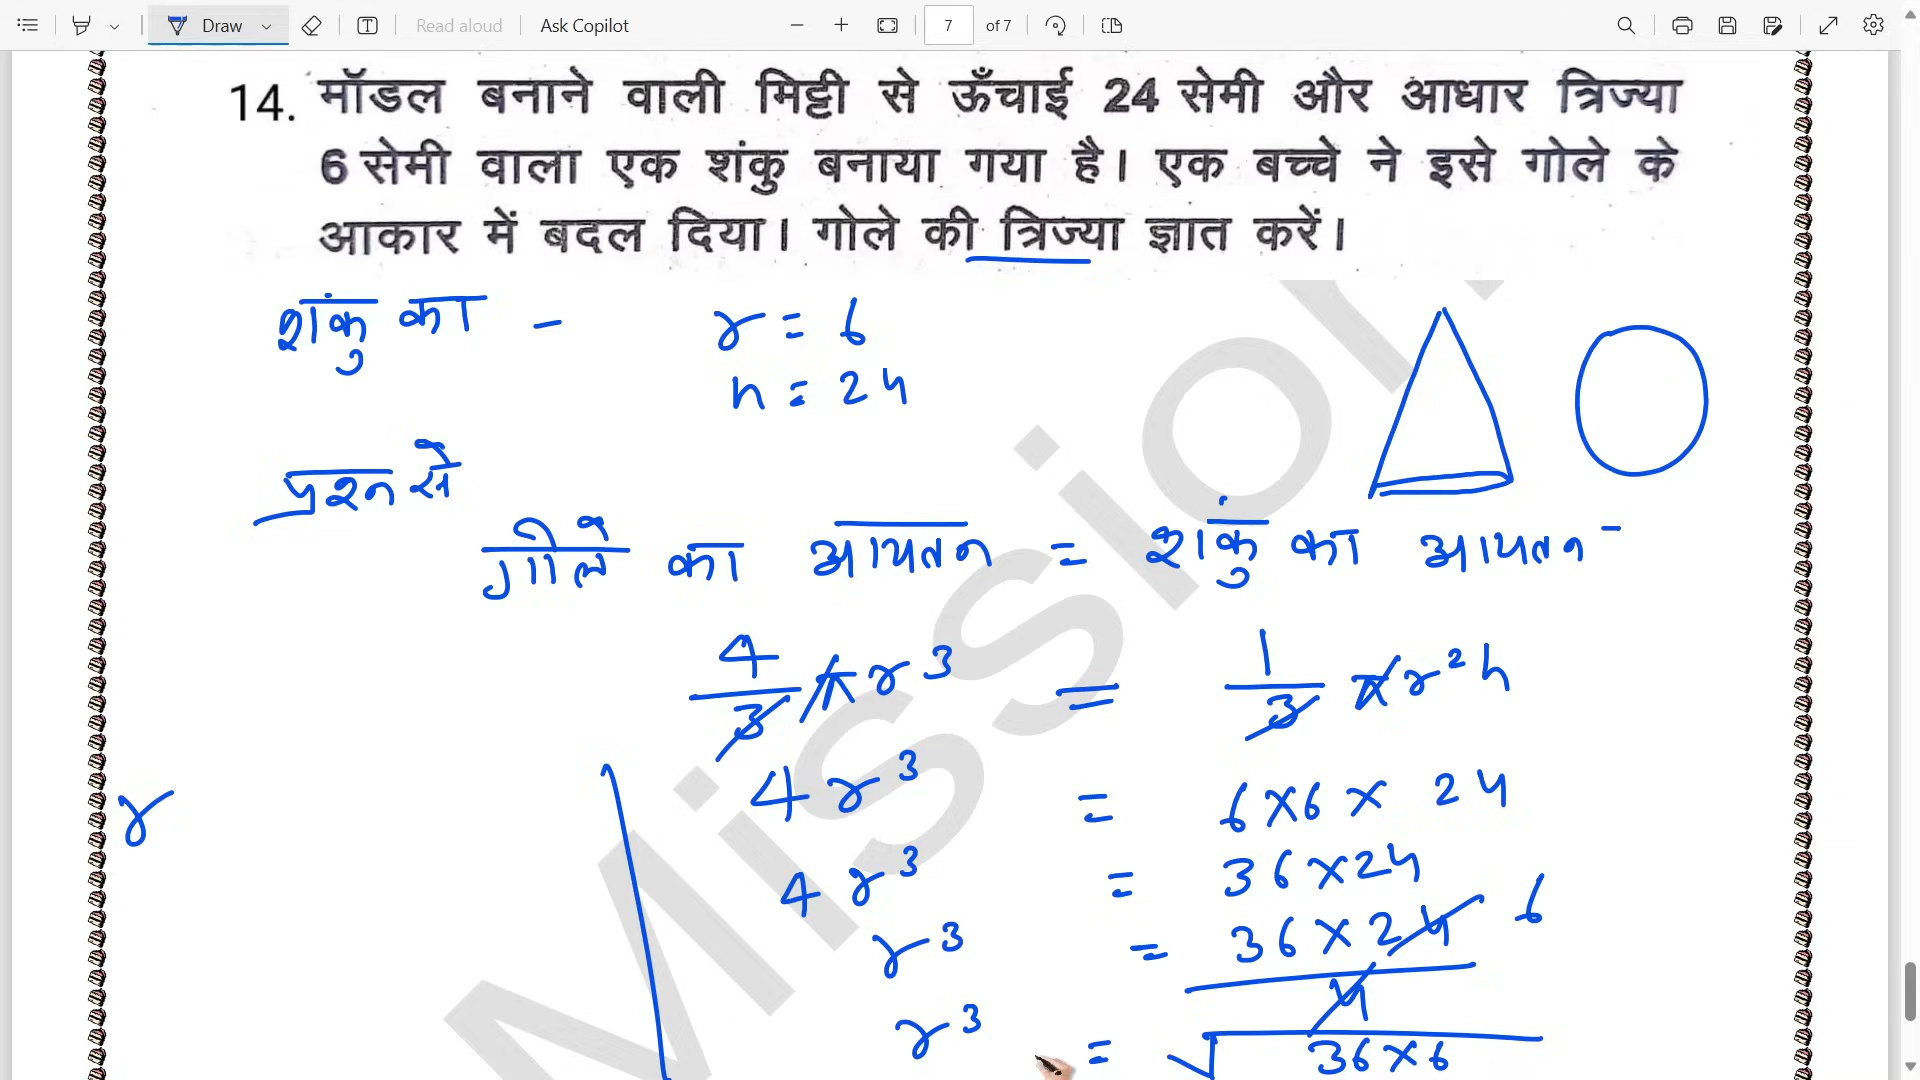 Draw Read aloud Ask Copilot 7 of 7
14. मॉडल बनाने वाली मिट्टी से ऊँचाई 24 सेमी और आधार त्रिज्या
6 सेमी वाला एक शंकु बनाया गया है। एक बच्चे ने इसे गोले के
आकार में बदल दिया। गोले की त्रिज्या ज्ञात करें।
शंकु का - r = 6
h = 24
प्रश्न से
गोले का आयतन = शंकु का आयतन
4/3 πr³ = 1/3 πr²h
4r³ = 6×6×24
r
4r³ = 36×24
r³ = 36×24/4 6
r³ = √36×6
Mission